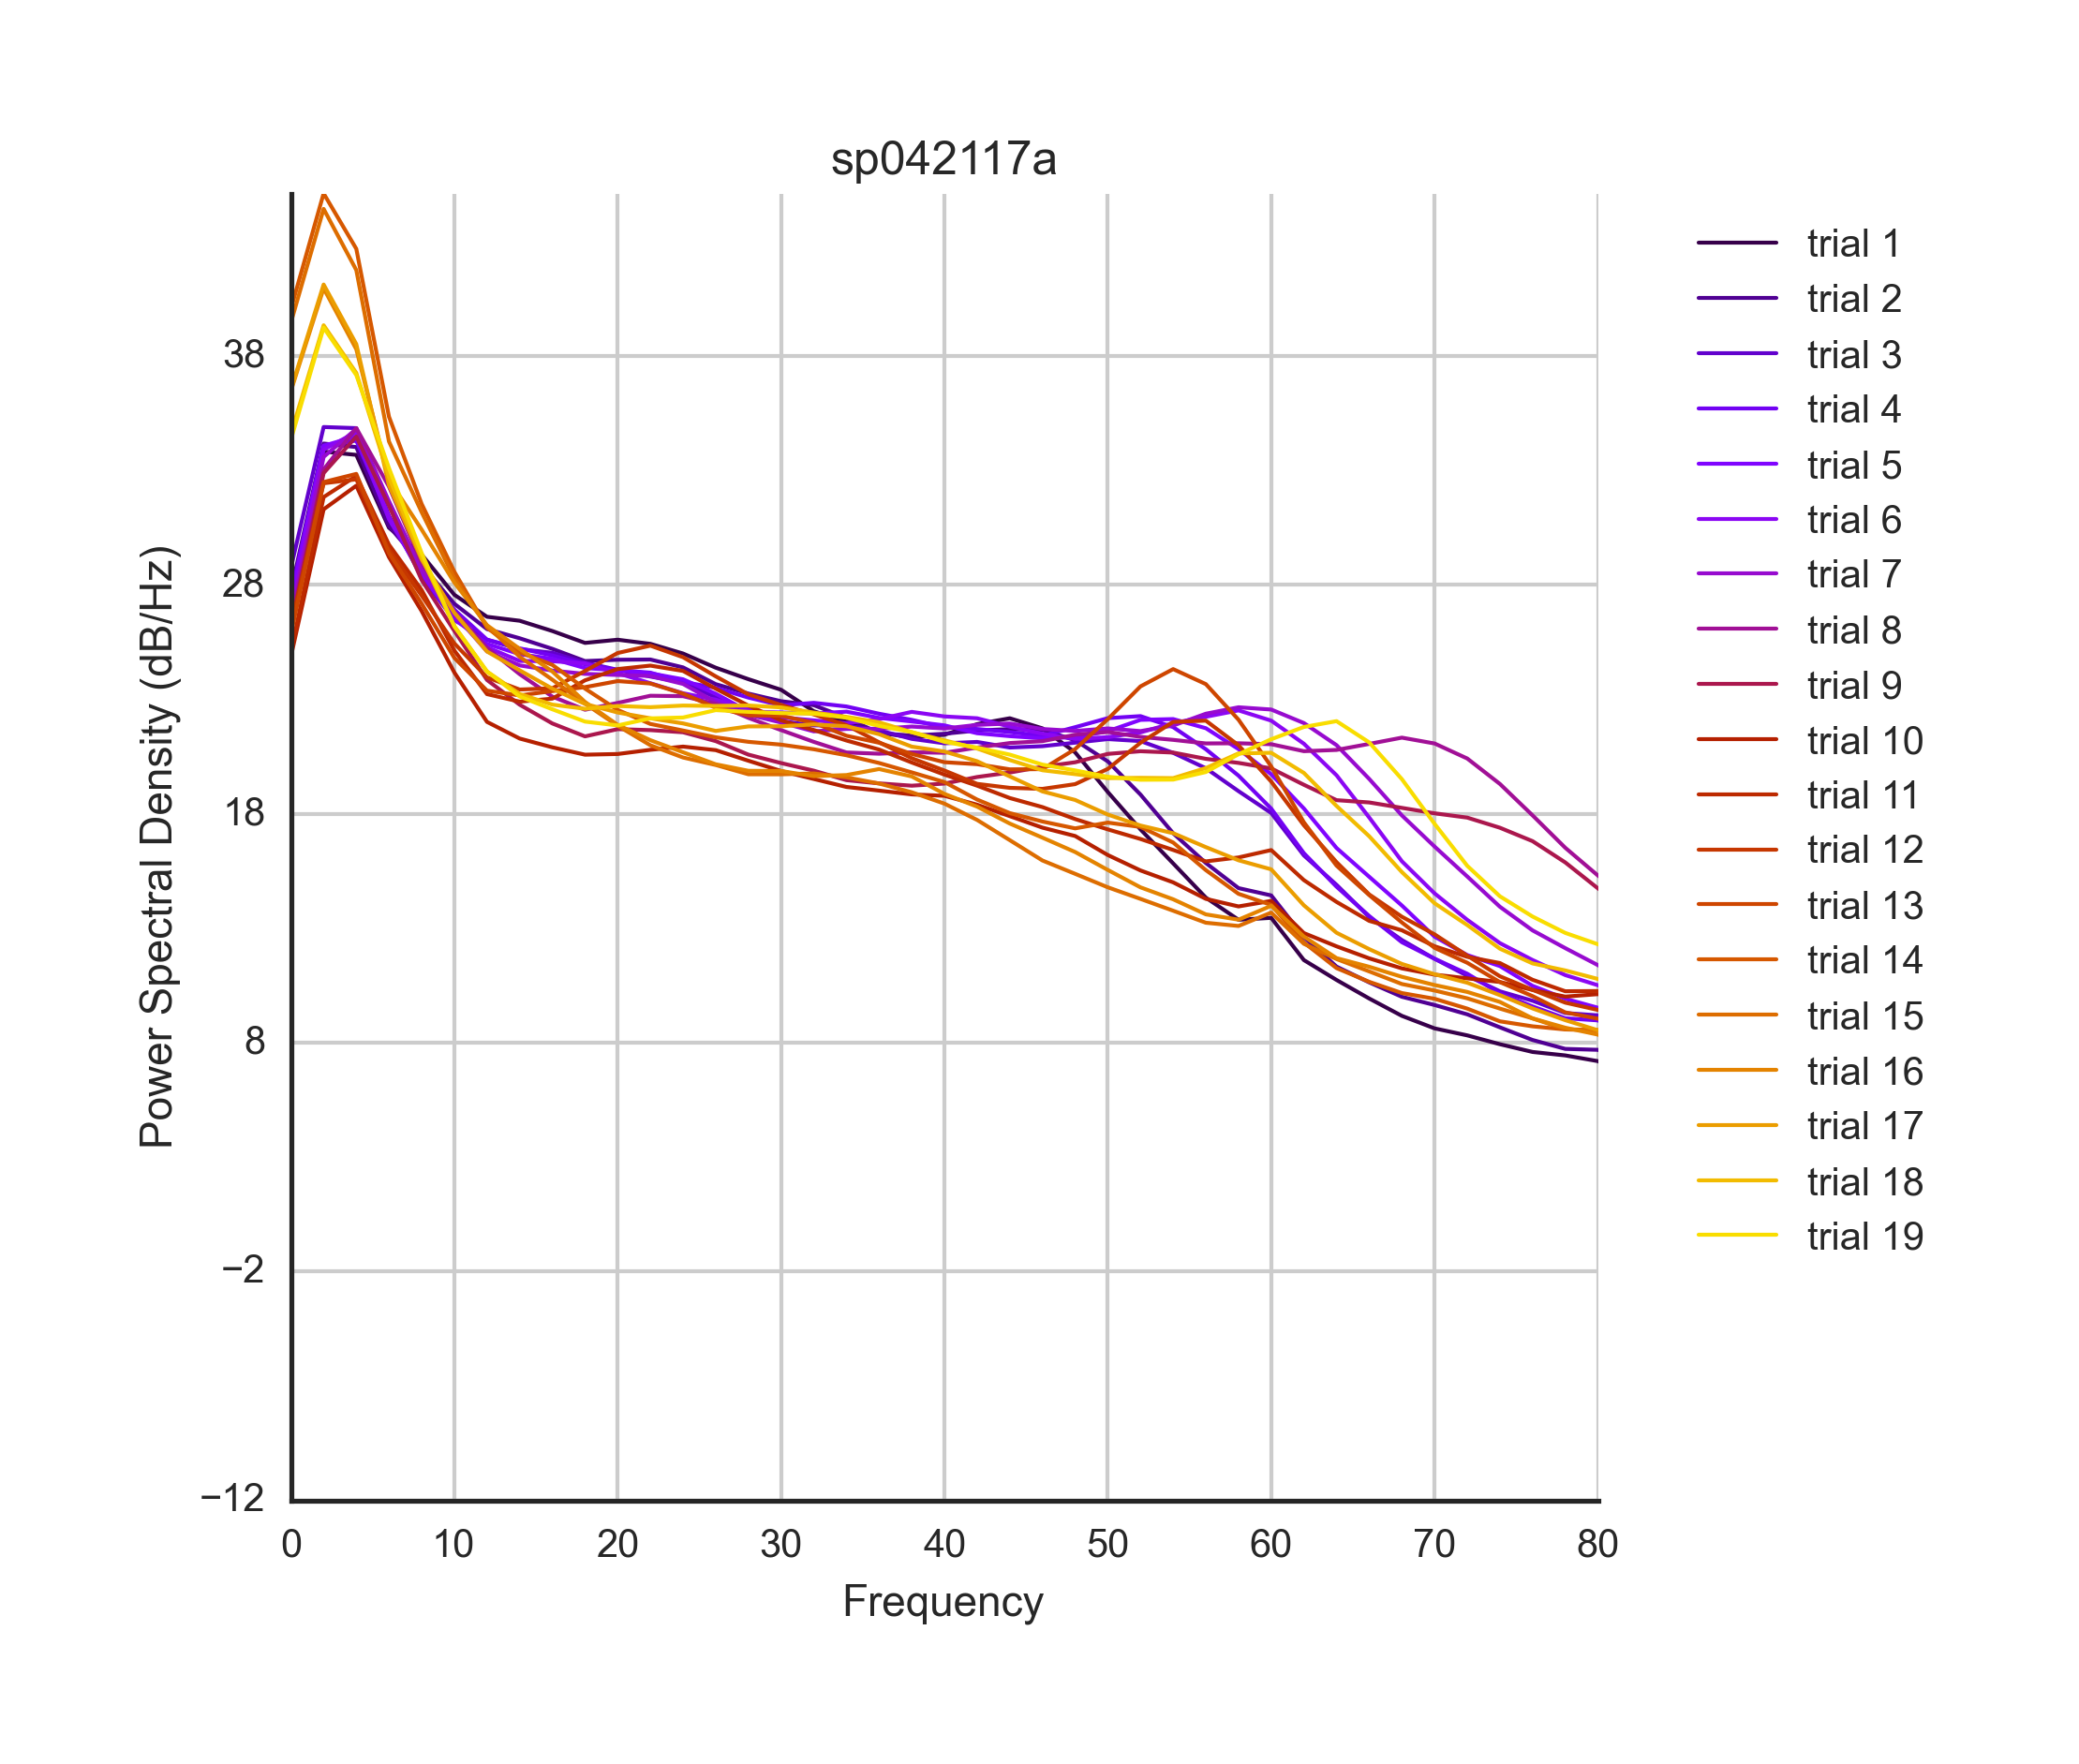 sp042117a
Power Spectral Density (dB/Hz)
38
28
18
8
−2
−12
0 10 20 30 40 50 60 70 80
Frequency
trial 1
trial 2
trial 3
trial 4
trial 5
trial 6
trial 7
trial 8
trial 9
trial 10
trial 11
trial 12
trial 13
trial 14
trial 15
trial 16
trial 17
trial 18
trial 19